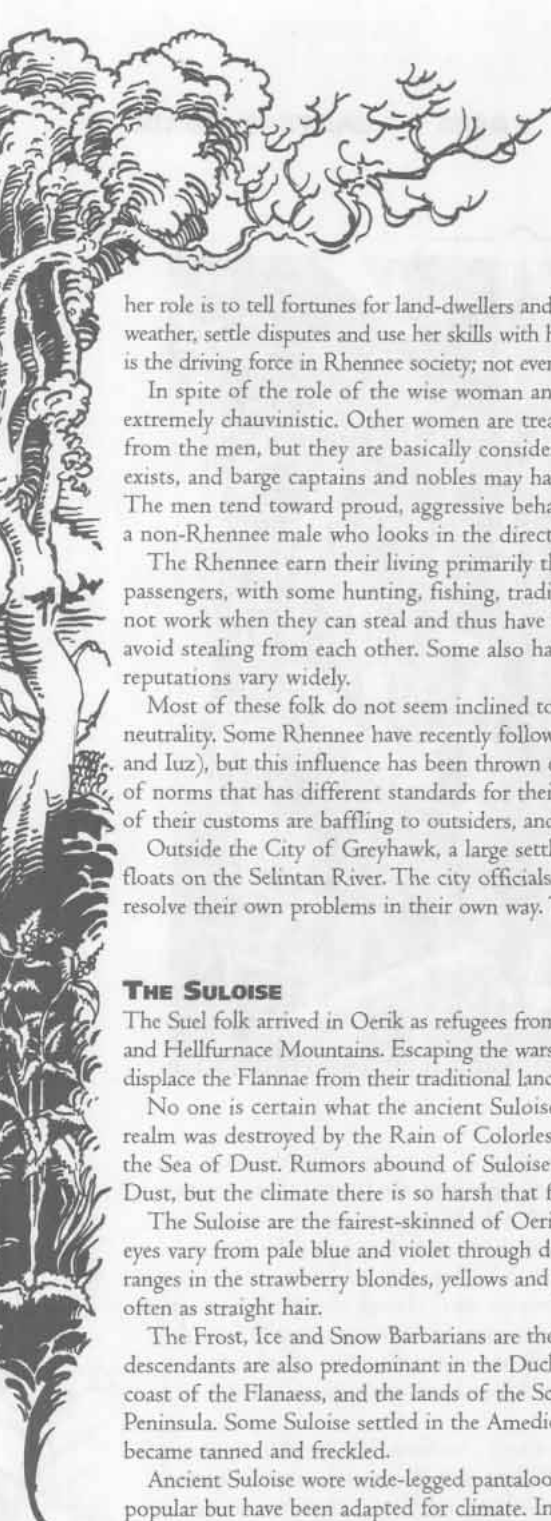 her role is to tell fortunes for land-dwellers and
weather, settle disputes and use her skills with
is the driving force in Rhennee society; not even
In spite of the role of the wise woman an
extremely chauvinistic. Other women are trea
from the men, but they are basically conside
exists, and barge captains and nobles may ha
The men tend toward proud, aggressive beha
a non-Rhennee male who looks in the direct
The Rhennee earn their living primarily th
passengers, with some hunting, fishing, tradi
not work when they can steal and thus have
avoid stealing from each other. Some also ha
reputations vary widely.
Most of these folk do not seem inclined to
neutrality. Some Rhennee have recently follow
and Iuz), but this influence has been thrown
of norms that has different standards for thei
of their customs are baffling to outsiders, and
Outside the City of Greyhawk, a large settl
floats on the Selintan River. The city officials
resolve their own problems in their own way.
THE SULOISE
The Suel folk arrived in Oerik as refugees from
and Hellfurnace Mountains. Escaping the wars
displace the Flannae from their traditional land
No one is certain what the ancient Suloise
realm was destroyed by the Rain of Colorles
the Sea of Dust. Rumors abound of Suloise
Dust, but the climate there is so harsh that f
The Suloise are the fairest-skinned of Oeri
eyes vary from pale blue and violet through d
ranges in the strawberry blondes, yellows and
often as straight hair.
The Frost, Ice and Snow Barbarians are the
descendants are also predominant in the Duch
coast of the Flanaess, and the lands of the Sc
Peninsula. Some Suloise settled in the Amedi
became tanned and freckled.
Ancient Suloise wore wide-legged pantaloo
popular but have been adapted for climate. In